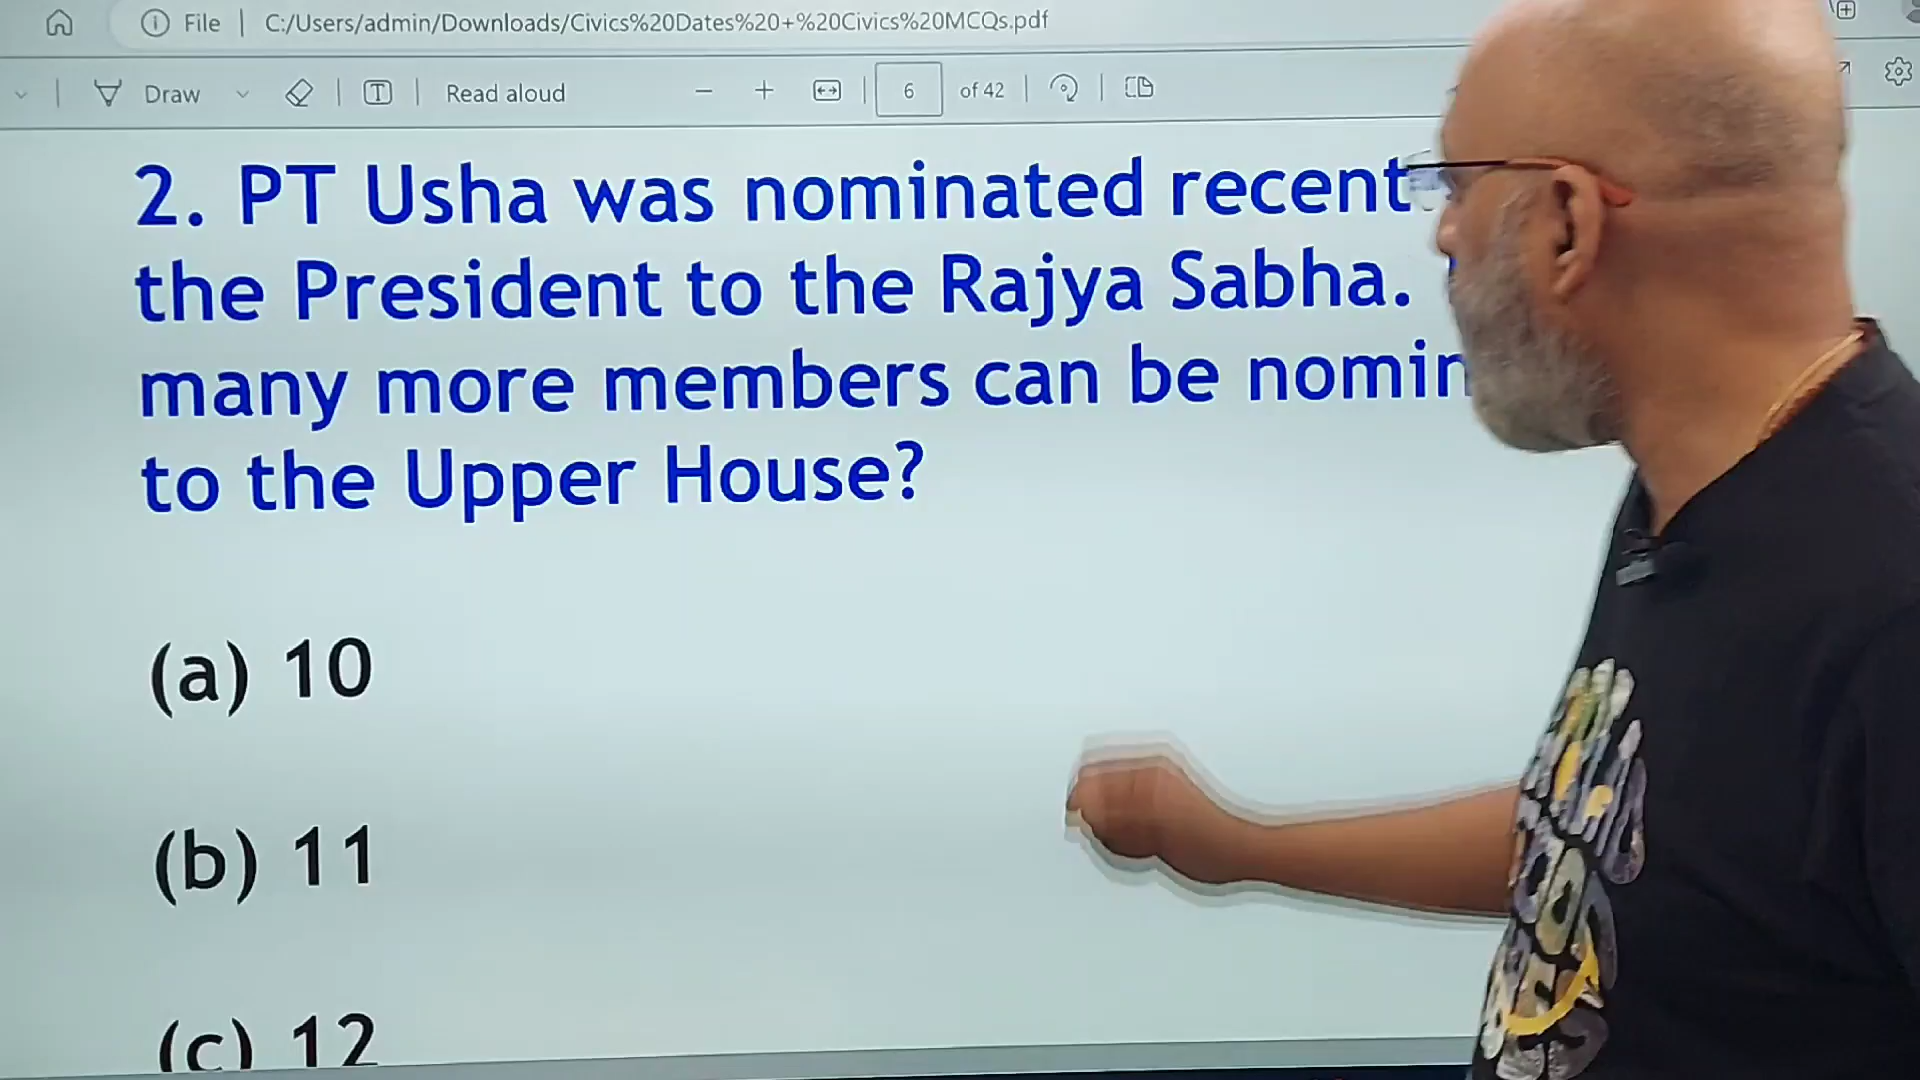 File | C:/Users/admin/Downloads/Civics%20Dates%20+%20Civics%20MCQs.pdf
Draw Read aloud 6 of 42
2. PT Usha was nominated recent
the President to the Rajya Sabha.
many more members can be nomin
to the Upper House?
(a) 10
(b) 11
(c) 12